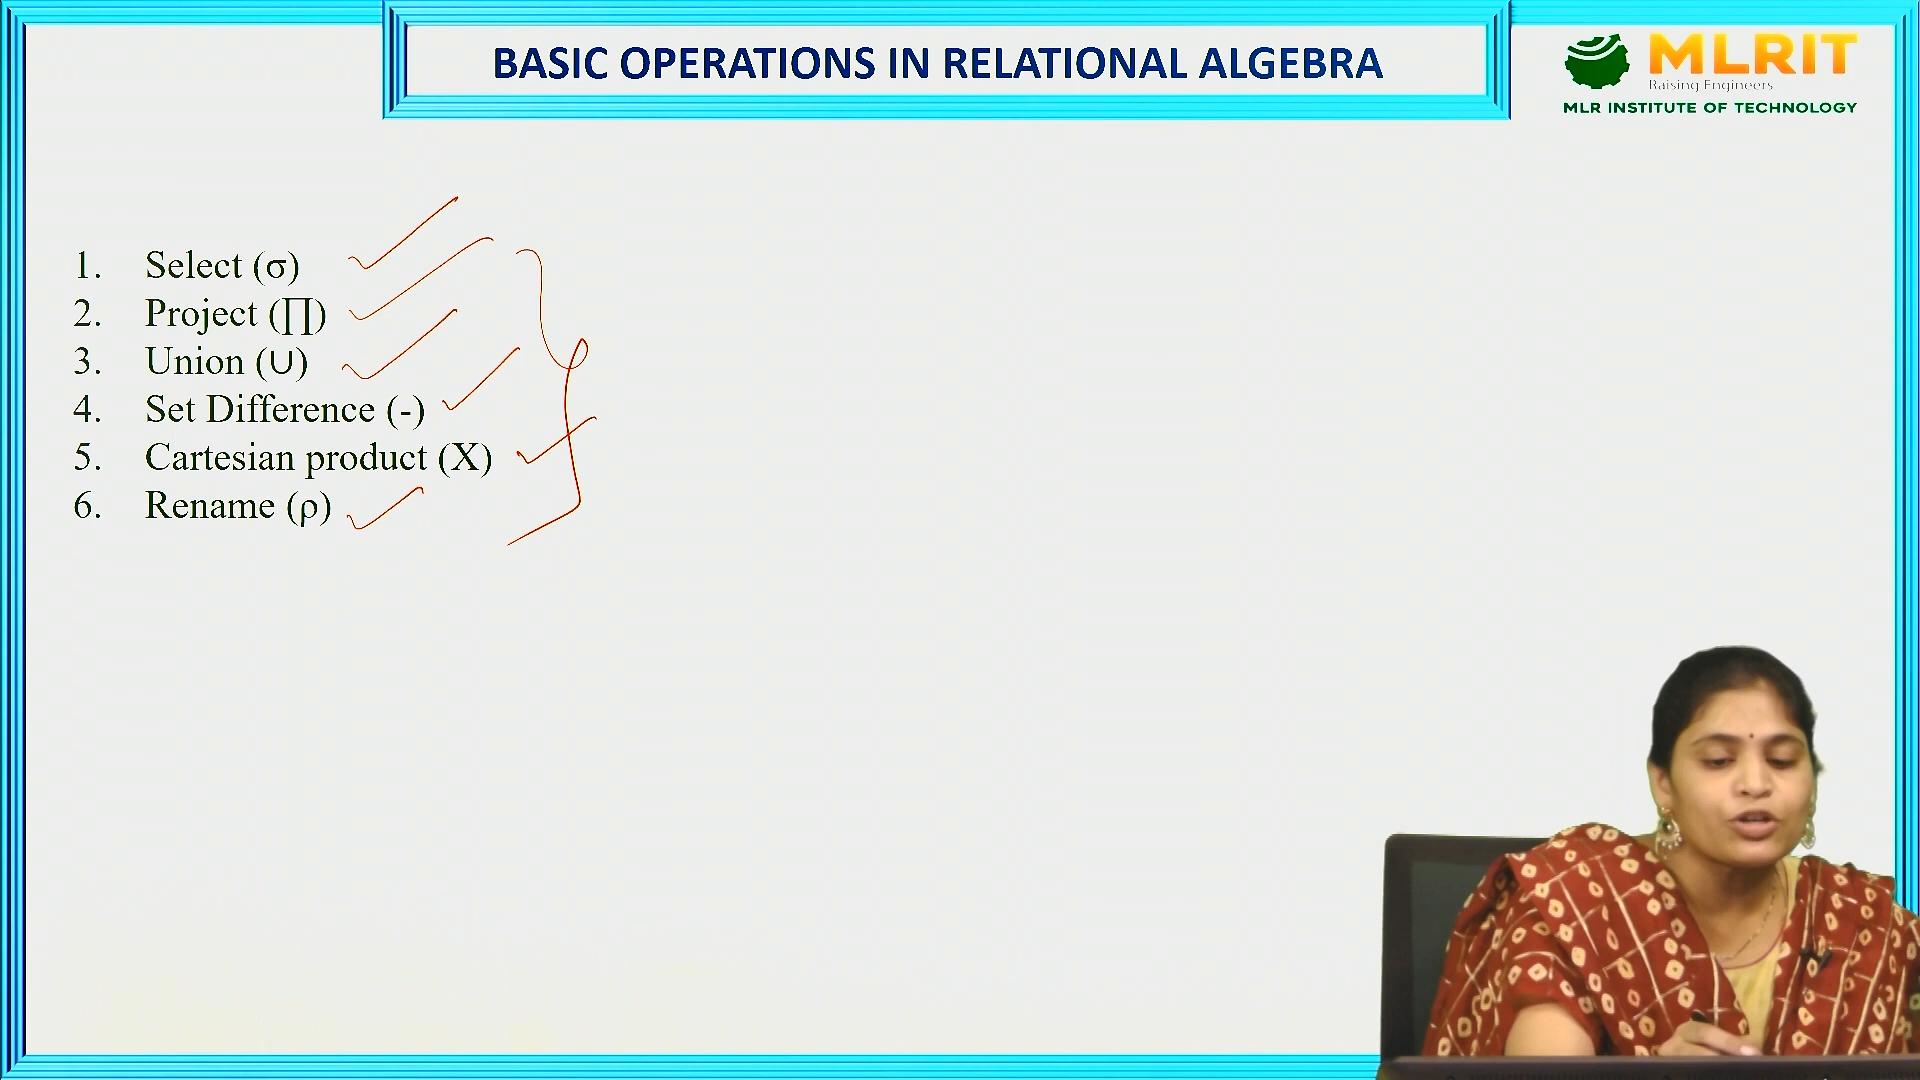 BASIC OPERATIONS IN RELATIONAL ALGEBRA
MLRIT
Raising Engineers
MLR INSTITUTE OF TECHNOLOGY
1. Select (σ)
2. Project (∏)
3. Union (∪)
4. Set Difference (-)
5. Cartesian product (X)
6. Rename (ρ)